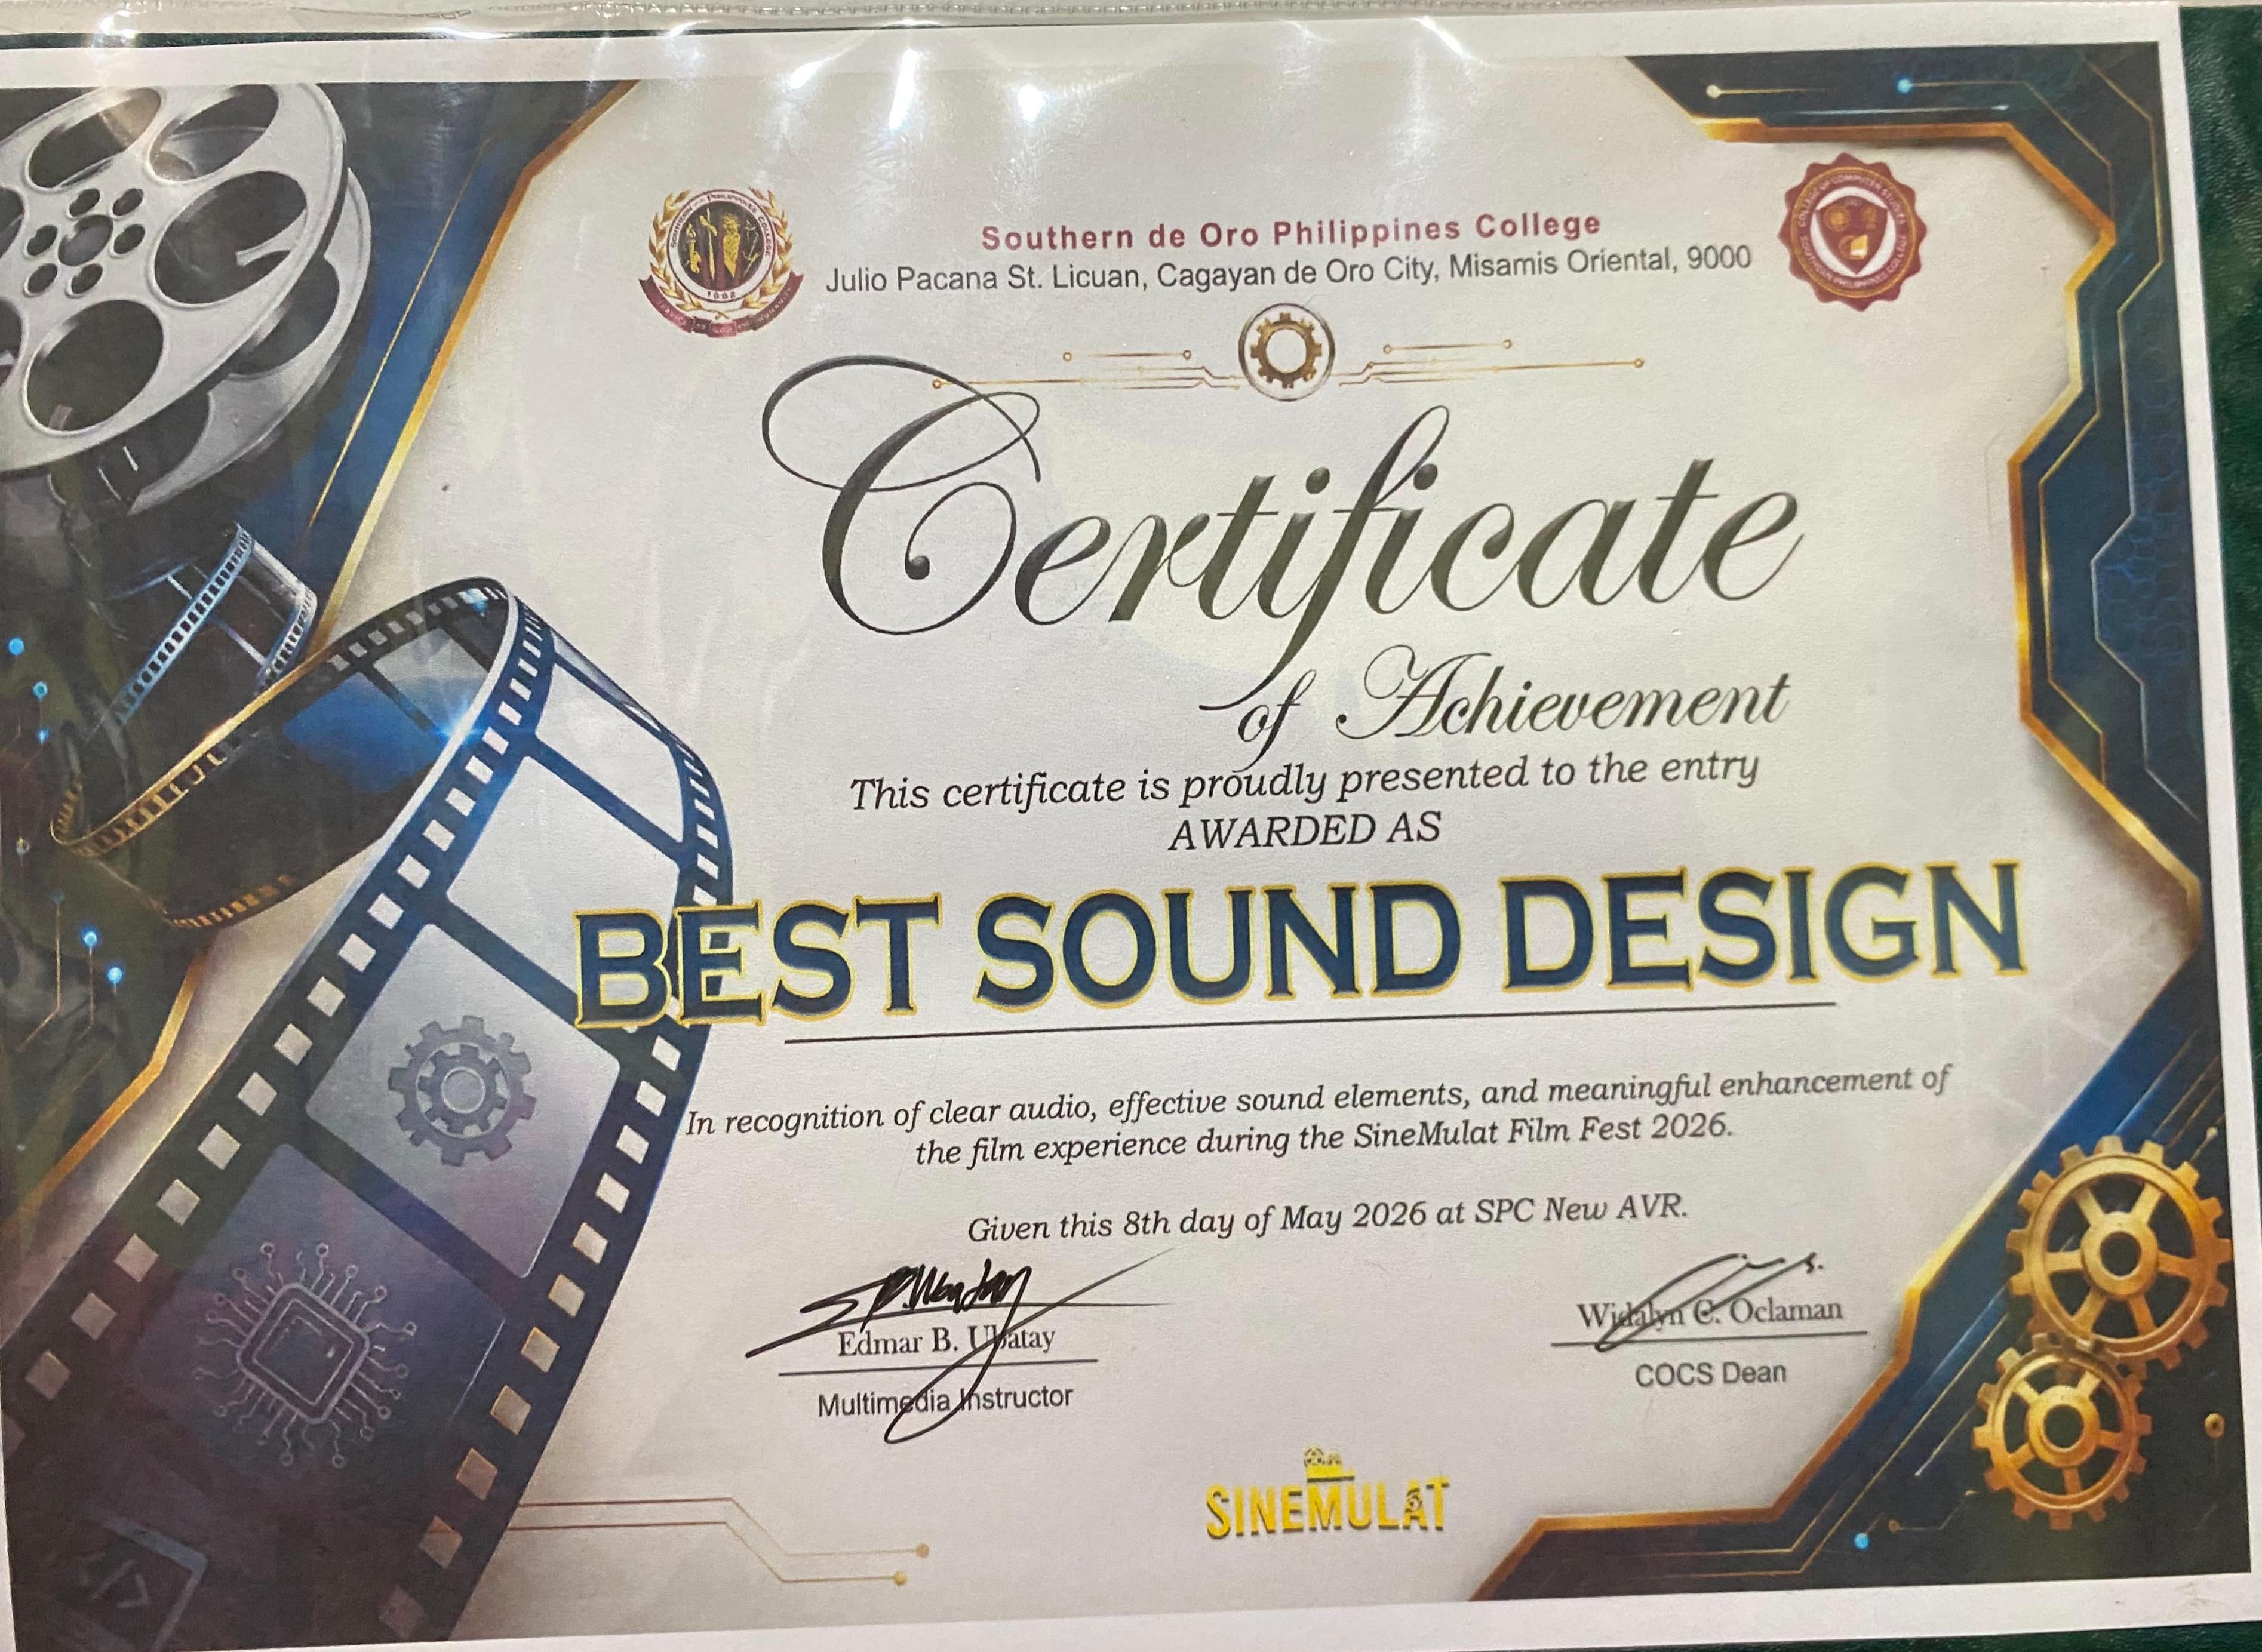 Southern de Oro Philippines College
Julio Pacana St. Licuan, Cagayan de Oro City, Misamis Oriental, 9000
1982
Certificate
of Achievement
This certificate is proudly presented to the entry
AWARDED AS
BEST SOUND DESIGN
In recognition of clear audio, effective sound elements, and meaningful enhancement of
the film experience during the SineMulat Film Fest 2026.
Given this 8th day of May 2026 at SPC New AVR.
Edmar B. Ubatay
Multimedia Instructor
Widalyn C. Oclaman
COCS Dean
SINEMULAT